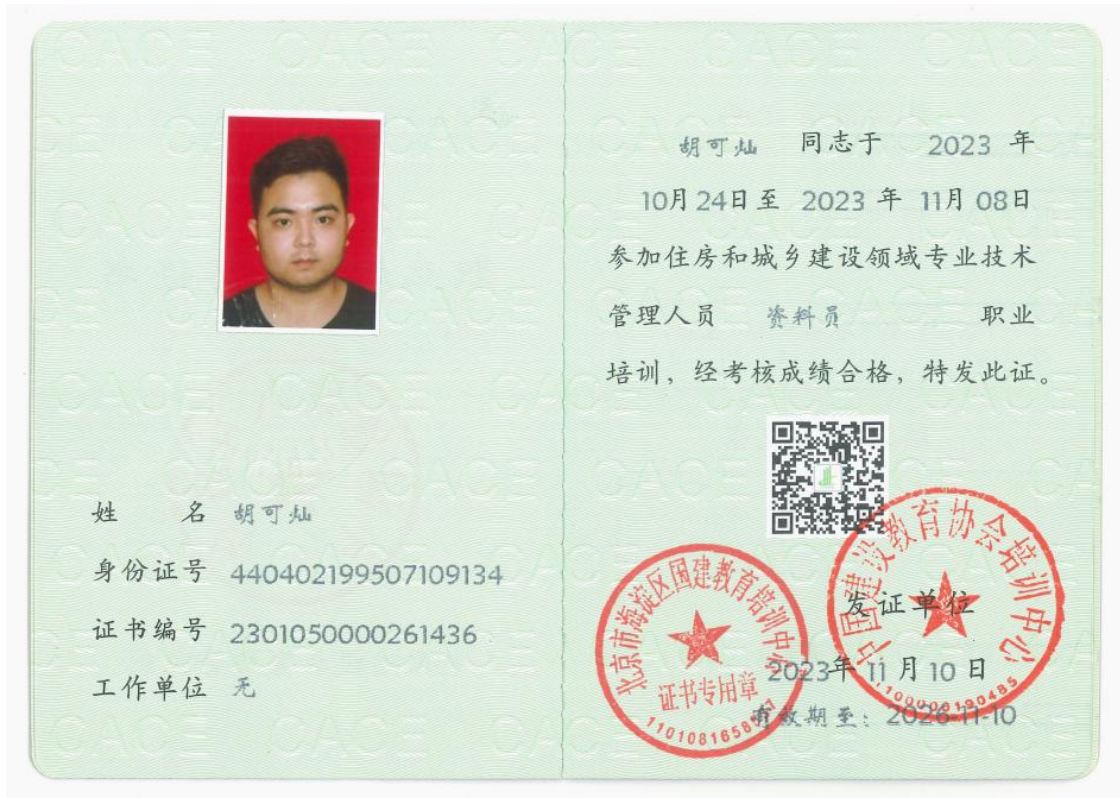 姓 名 胡可灿
身份证号 440402199507109134
证书编号 2301050000261436
工作单位 无
胡可灿 同志于 2023 年
10月 24日 至 2023 年 11月 08日
参加住房和城乡建设领域专业技术
管理人员 资料员 职业
培训，经考核成绩合格，特发此证。
中国建设教育协会培训中心
发证单位
北京市海淀区国建教育培训中心
证书专用章
2023年 11 月 10 日
有效期至：2026-11-10
CACE